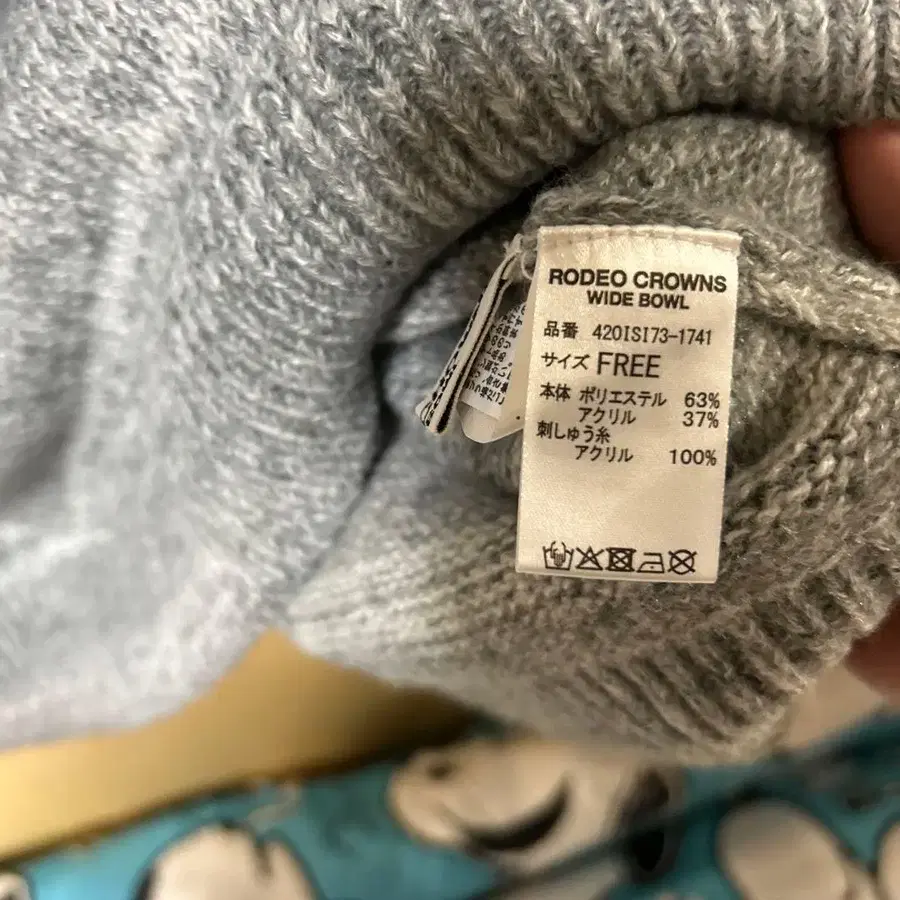 RODEO CROWNS
WIDE BOWL
品番 420ISI73-1741
サイズ FREE
本体 ポリエステル 63%
アクリル 37%
刺しゅう糸
アクリル 100%